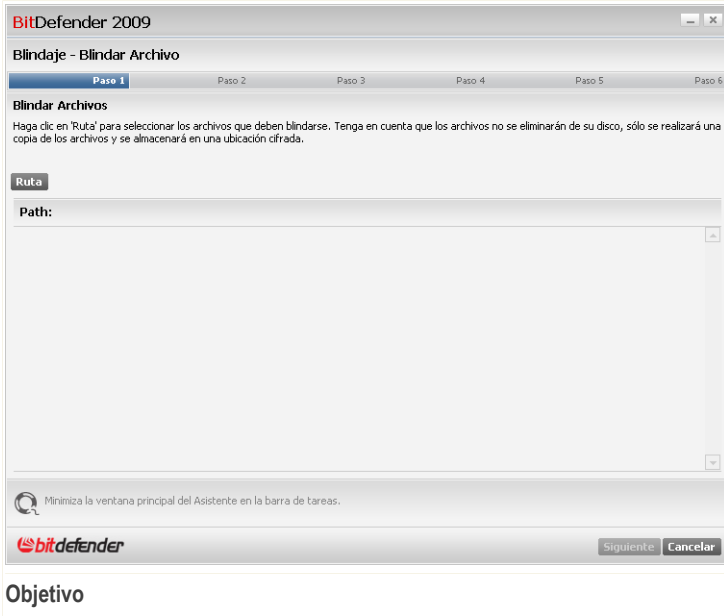 BitDefender 2009
Blindaje - Blindar Archivo
Paso 1 Paso 2 Paso 3 Paso 4 Paso 5 Paso 6
Blindar Archivos
Haga clic en 'Ruta' para seleccionar los archivos que deben blindarse. Tenga en cuenta que los archivos no se eliminarán de su disco, sólo se realizará una
copia de los archivos y se almacenará en una ubicación cifrada.
Ruta
Path:
Minimiza la ventana principal del Asistente en la barra de tareas.
bitdefender
Siguiente Cancelar
Objetivo